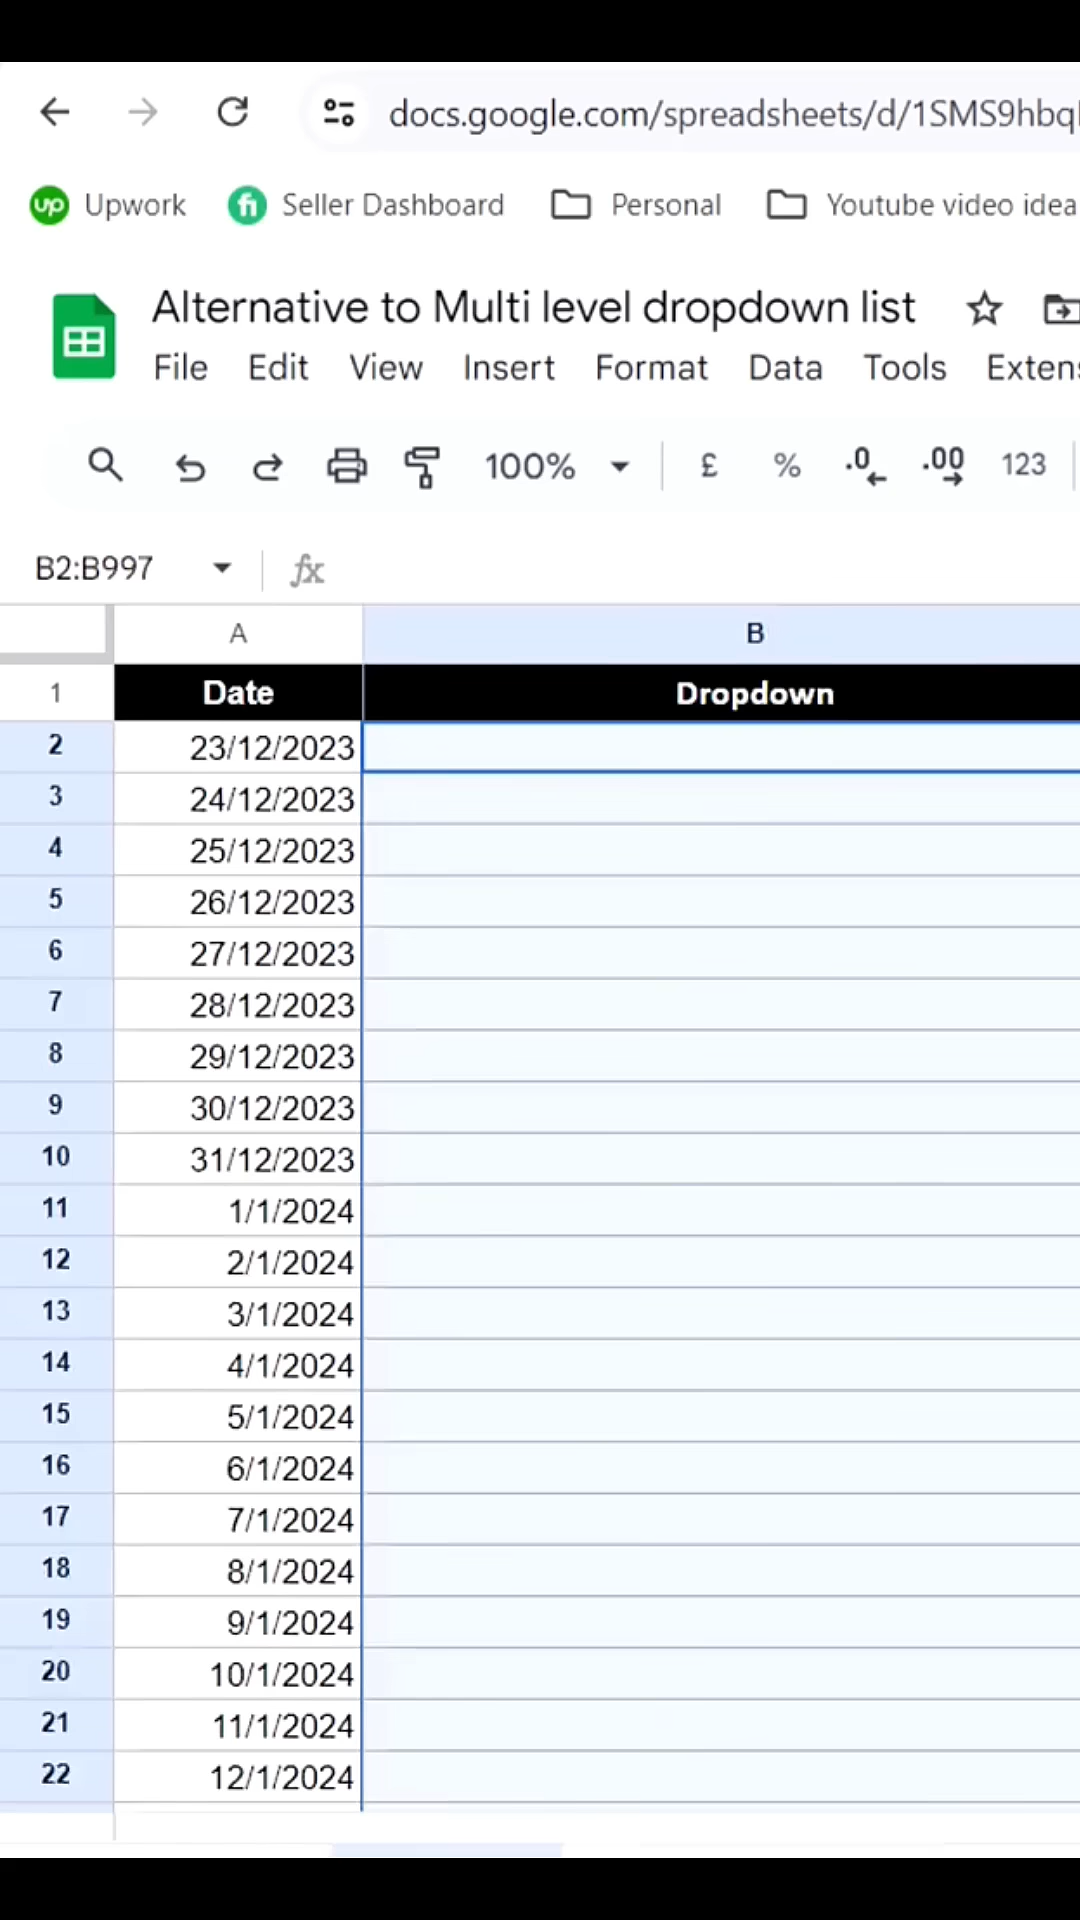 docs.google.com/spreadsheets/d/1SMS9hbq
up Upwork fi Seller Dashboard Personal Youtube video idea
Alternative to Multi level dropdown list
File Edit View Insert Format Data Tools Extens
100% £ % .0 .00 123
B2:B997 fx
A B
1 Date Dropdown
2 23/12/2023
3 24/12/2023
4 25/12/2023
5 26/12/2023
6 27/12/2023
7 28/12/2023
8 29/12/2023
9 30/12/2023
10 31/12/2023
11 1/1/2024
12 2/1/2024
13 3/1/2024
14 4/1/2024
15 5/1/2024
16 6/1/2024
17 7/1/2024
18 8/1/2024
19 9/1/2024
20 10/1/2024
21 11/1/2024
22 12/1/2024